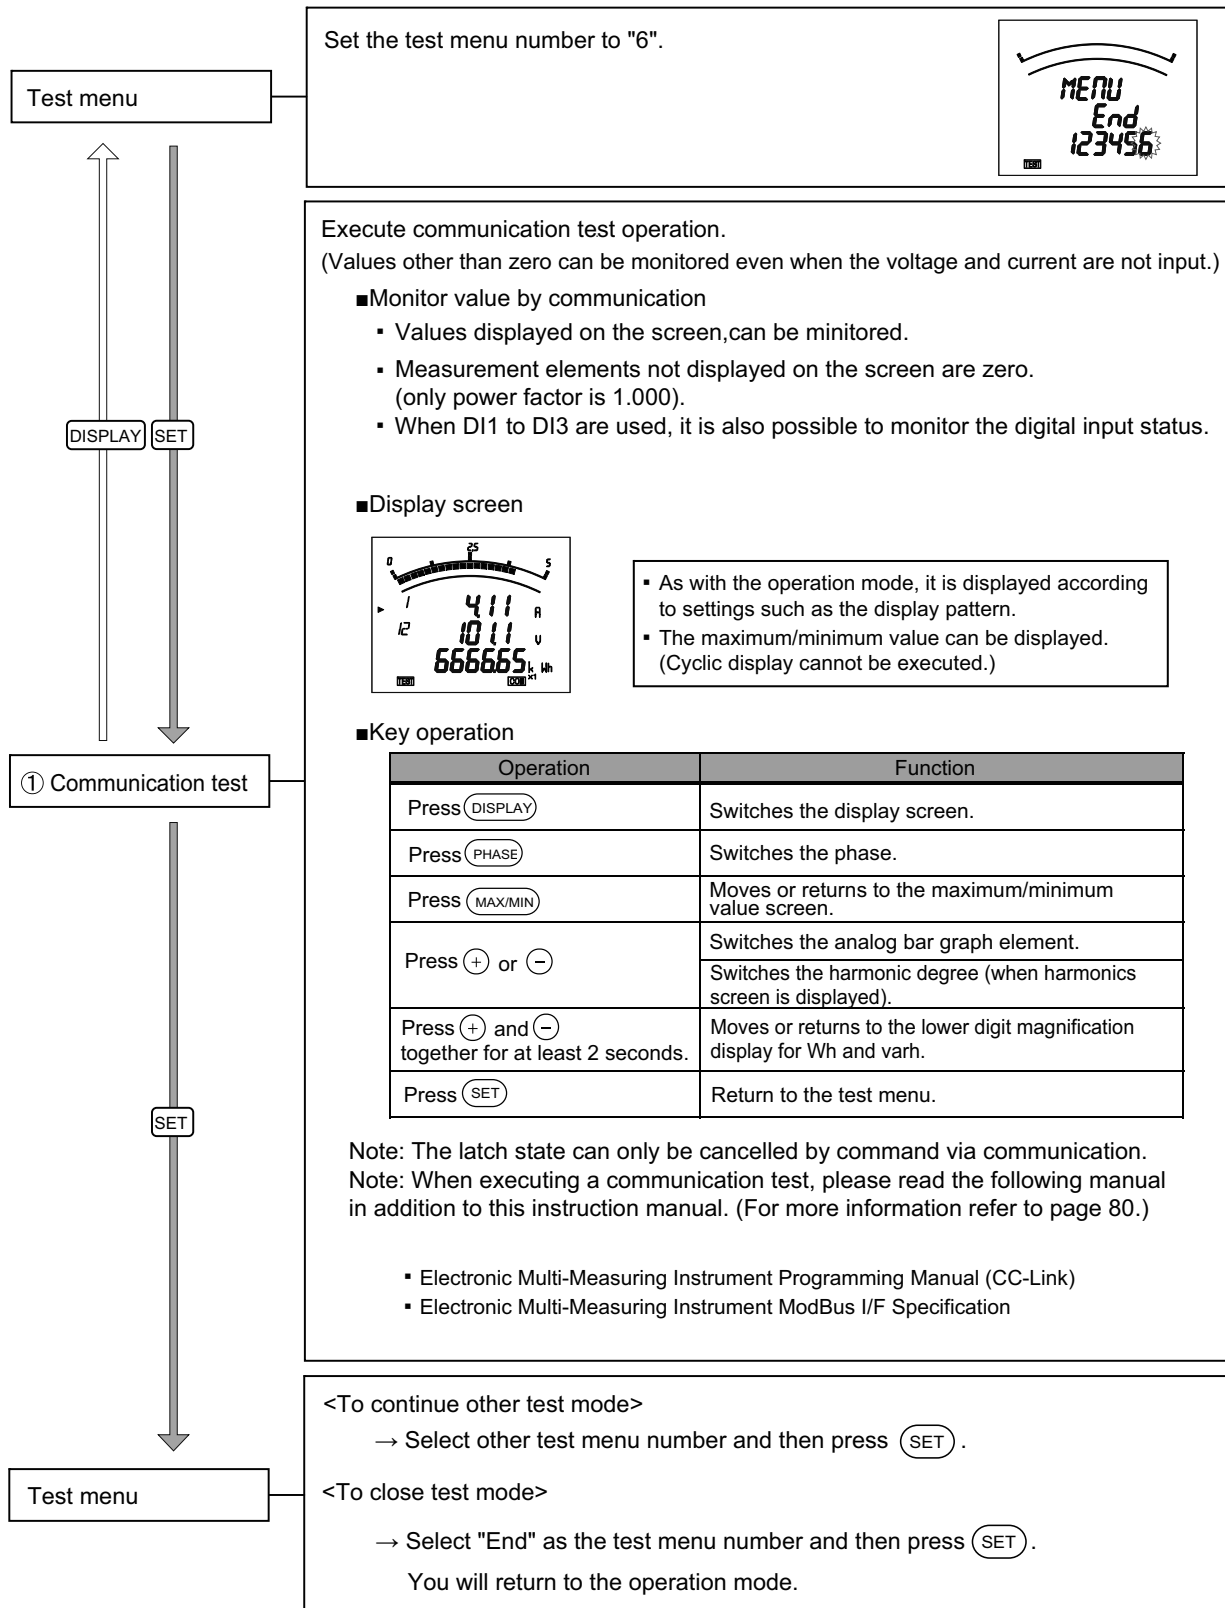 Set the test menu number to "6".
Test menu
MENU
End
123456
TEST
Execute communication test operation.
(Values other than zero can be monitored even when the voltage and current are not input.)
■Monitor value by communication
▪ Values displayed on the screen,can be minitored.
▪ Measurement elements not displayed on the screen are zero.
(only power factor is 1.000).
▪ When DI1 to DI3 are used, it is also possible to monitor the digital input status.
DISPLAY SET
■Display screen
0 2.5 5
1 4.11 A
12 101.1 V
6666.65 k Wh
TEST COM x1
▪ As with the operation mode, it is displayed according
to settings such as the display pattern.
▪ The maximum/minimum value can be displayed.
(Cyclic display cannot be executed.)
■Key operation
① Communication test
Operation Function
Press DISPLAY Switches the display screen.
Press PHASE Switches the phase.
Press MAX/MIN Moves or returns to the maximum/minimum
value screen.
Press + or − Switches the analog bar graph element.
Switches the harmonic degree (when harmonics
screen is displayed).
Press + and − Moves or returns to the lower digit magnification
together for at least 2 seconds. display for Wh and varh.
Press SET Return to the test menu.
SET
Note: The latch state can only be cancelled by command via communication.
Note: When executing a communication test, please read the following manual
in addition to this instruction manual. (For more information refer to page 80.)
▪ Electronic Multi-Measuring Instrument Programming Manual (CC-Link)
▪ Electronic Multi-Measuring Instrument ModBus I/F Specification
<To continue other test mode>
→ Select other test menu number and then press SET .
Test menu
<To close test mode>
→ Select "End" as the test menu number and then press SET .
You will return to the operation mode.